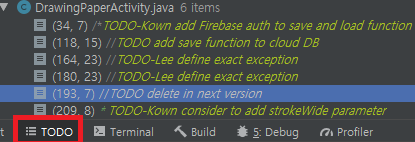 DrawingPaperActivity.java 6 items
(34, 7) /*TODO-Kown add Firebase auth to save and load function
(118, 15) //TODO add save function to cloud DB
(164, 23) //TODO-Lee define exact exception
(180, 23) //TODO-Lee define exact exception
(193, 7) //TODO delete in next version
(209, 8) * TODO-Kown consider to add strokeWide parameter
t TODO Terminal Build 5: Debug Profiler